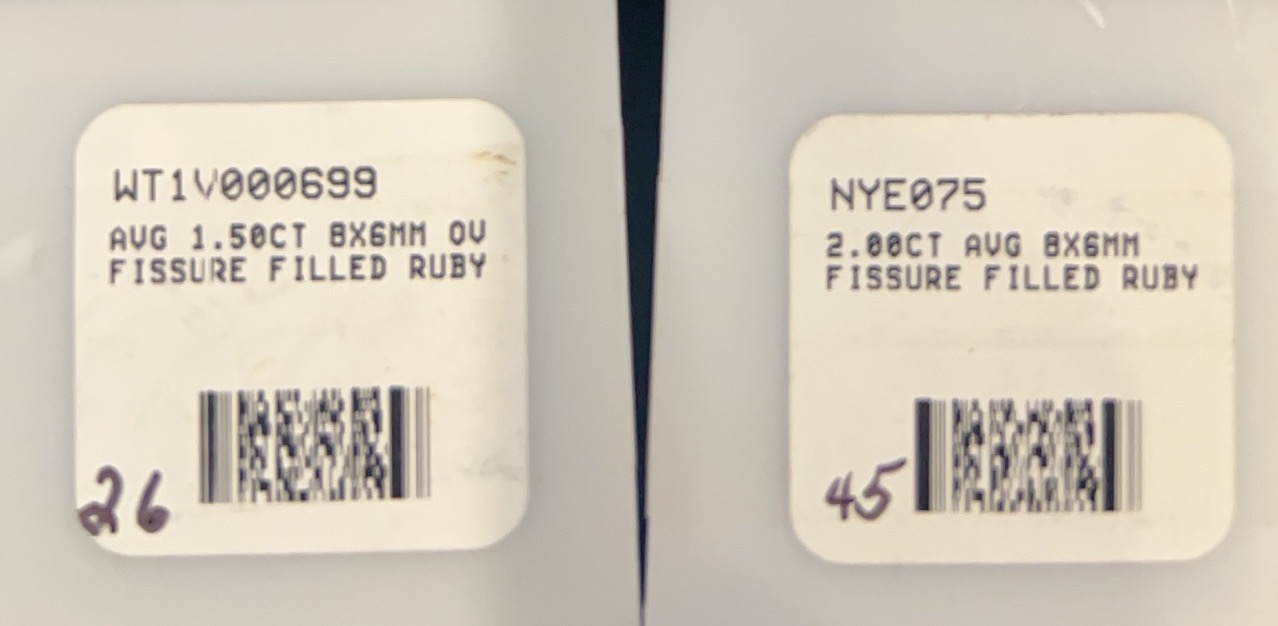 WT1V000699
AVG 1.50CT 8X6MM OV
FISSURE FILLED RUBY
26
NYE075
2.00CT AVG 8X6MM
FISSURE FILLED RUBY
45